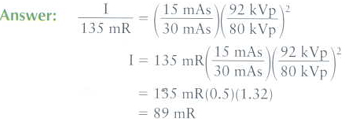 Answer: I / 135 mR = (15 mAs / 30 mAs)(92 kVp / 80 kVp)²
I = 135 mR(15 mAs / 30 mAs)(92 kVp / 80 kVp)²
= 135 mR(0.5)(1.32)
= 89 mR